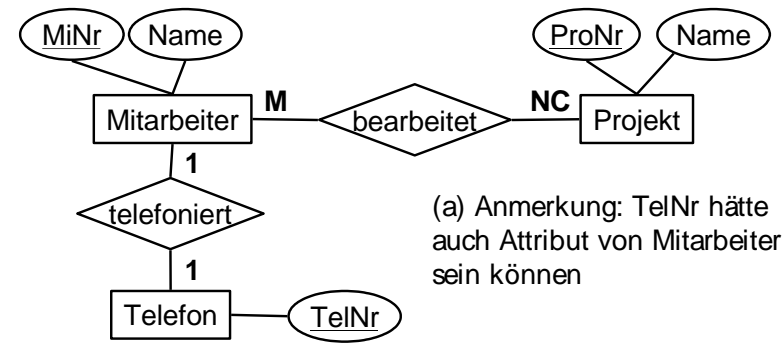 MiNr Name ProNr Name
Mitarbeiter M bearbeitet NC Projekt
1
telefoniert
1
Telefon TelNr
(a) Anmerkung: TelNr hätte
auch Attribut von Mitarbeiter
sein können